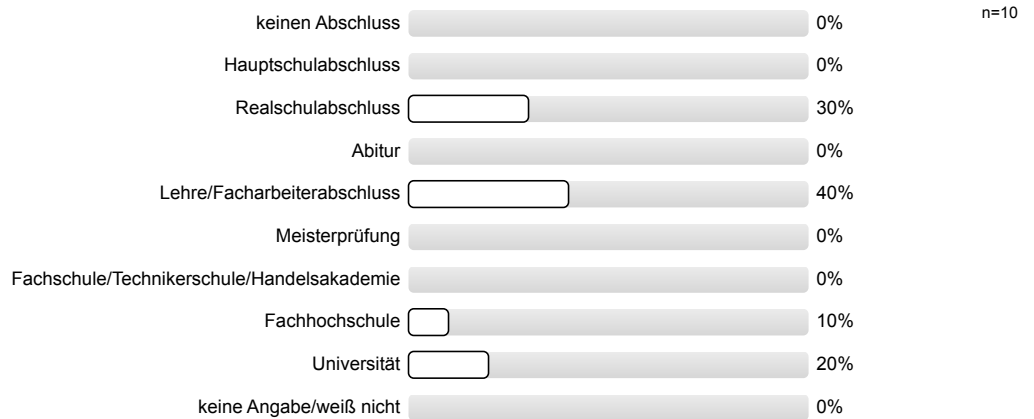 keinen Abschluss 0% n=10
Hauptschulabschluss 0%
Realschulabschluss 30%
Abitur 0%
Lehre/Facharbeiterabschluss 40%
Meisterprüfung 0%
Fachschule/Technikerschule/Handelsakademie 0%
Fachhochschule 10%
Universität 20%
keine Angabe/weiß nicht 0%